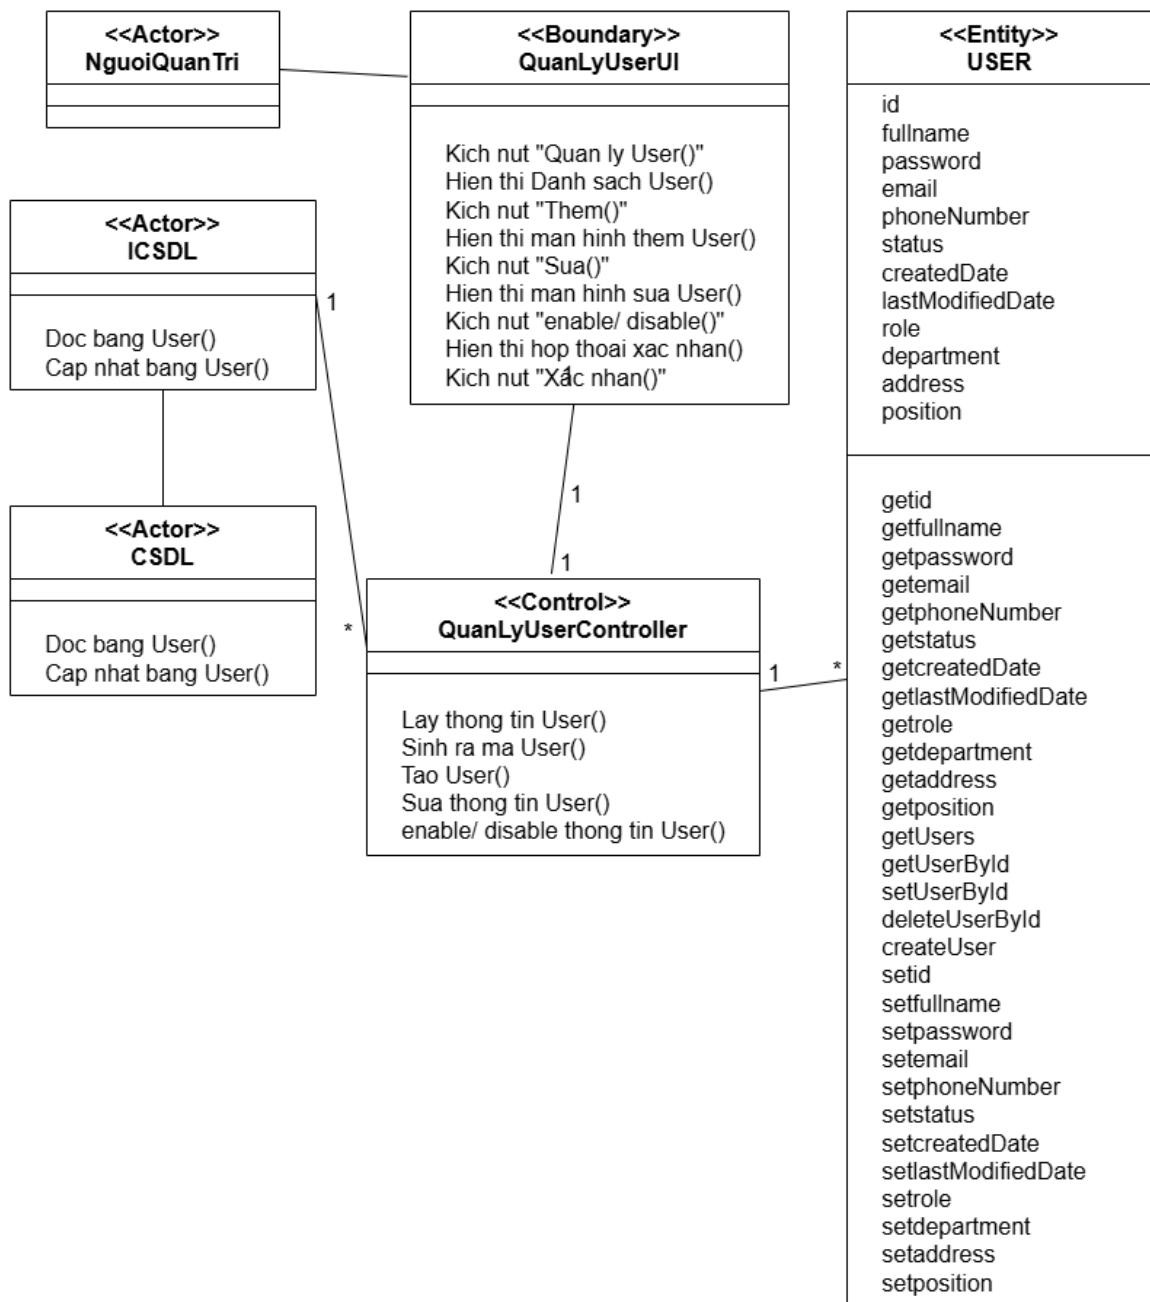 <<Actor>>
NguoiQuanTri
<<Boundary>>
QuanLyUserUI
Kich nut "Quan ly User()"
Hien thi Danh sach User()
Kich nut "Them()"
Hien thi man hinh them User()
Kich nut "Sua()"
Hien thi man hinh sua User()
Kich nut "enable/ disable()"
Hien thi hop thoai xac nhan()
Kich nut "Xac nhan()"
1
1
1
<<Actor>>
ICSDL
Doc bang User()
Cap nhat bang User()
1
*
<<Actor>>
CSDL
Doc bang User()
Cap nhat bang User()
<<Control>>
QuanLyUserController
Lay thong tin User()
Sinh ra ma User()
Tao User()
Sua thong tin User()
enable/ disable thong tin User()
1
*
<<Entity>>
USER
id
fullname
password
email
phoneNumber
status
createdDate
lastModifiedDate
role
department
address
position
getid
getfullname
getpassword
getemail
getphoneNumber
getstatus
getcreatedDate
getlastModifiedDate
getrole
getdepartment
getaddress
getposition
getUsers
getUserById
setUserById
deleteUserById
createUser
setid
setfullname
setpassword
setemail
setphoneNumber
setstatus
setcreatedDate
setlastModifiedDate
setrole
setdepartment
setaddress
setposition